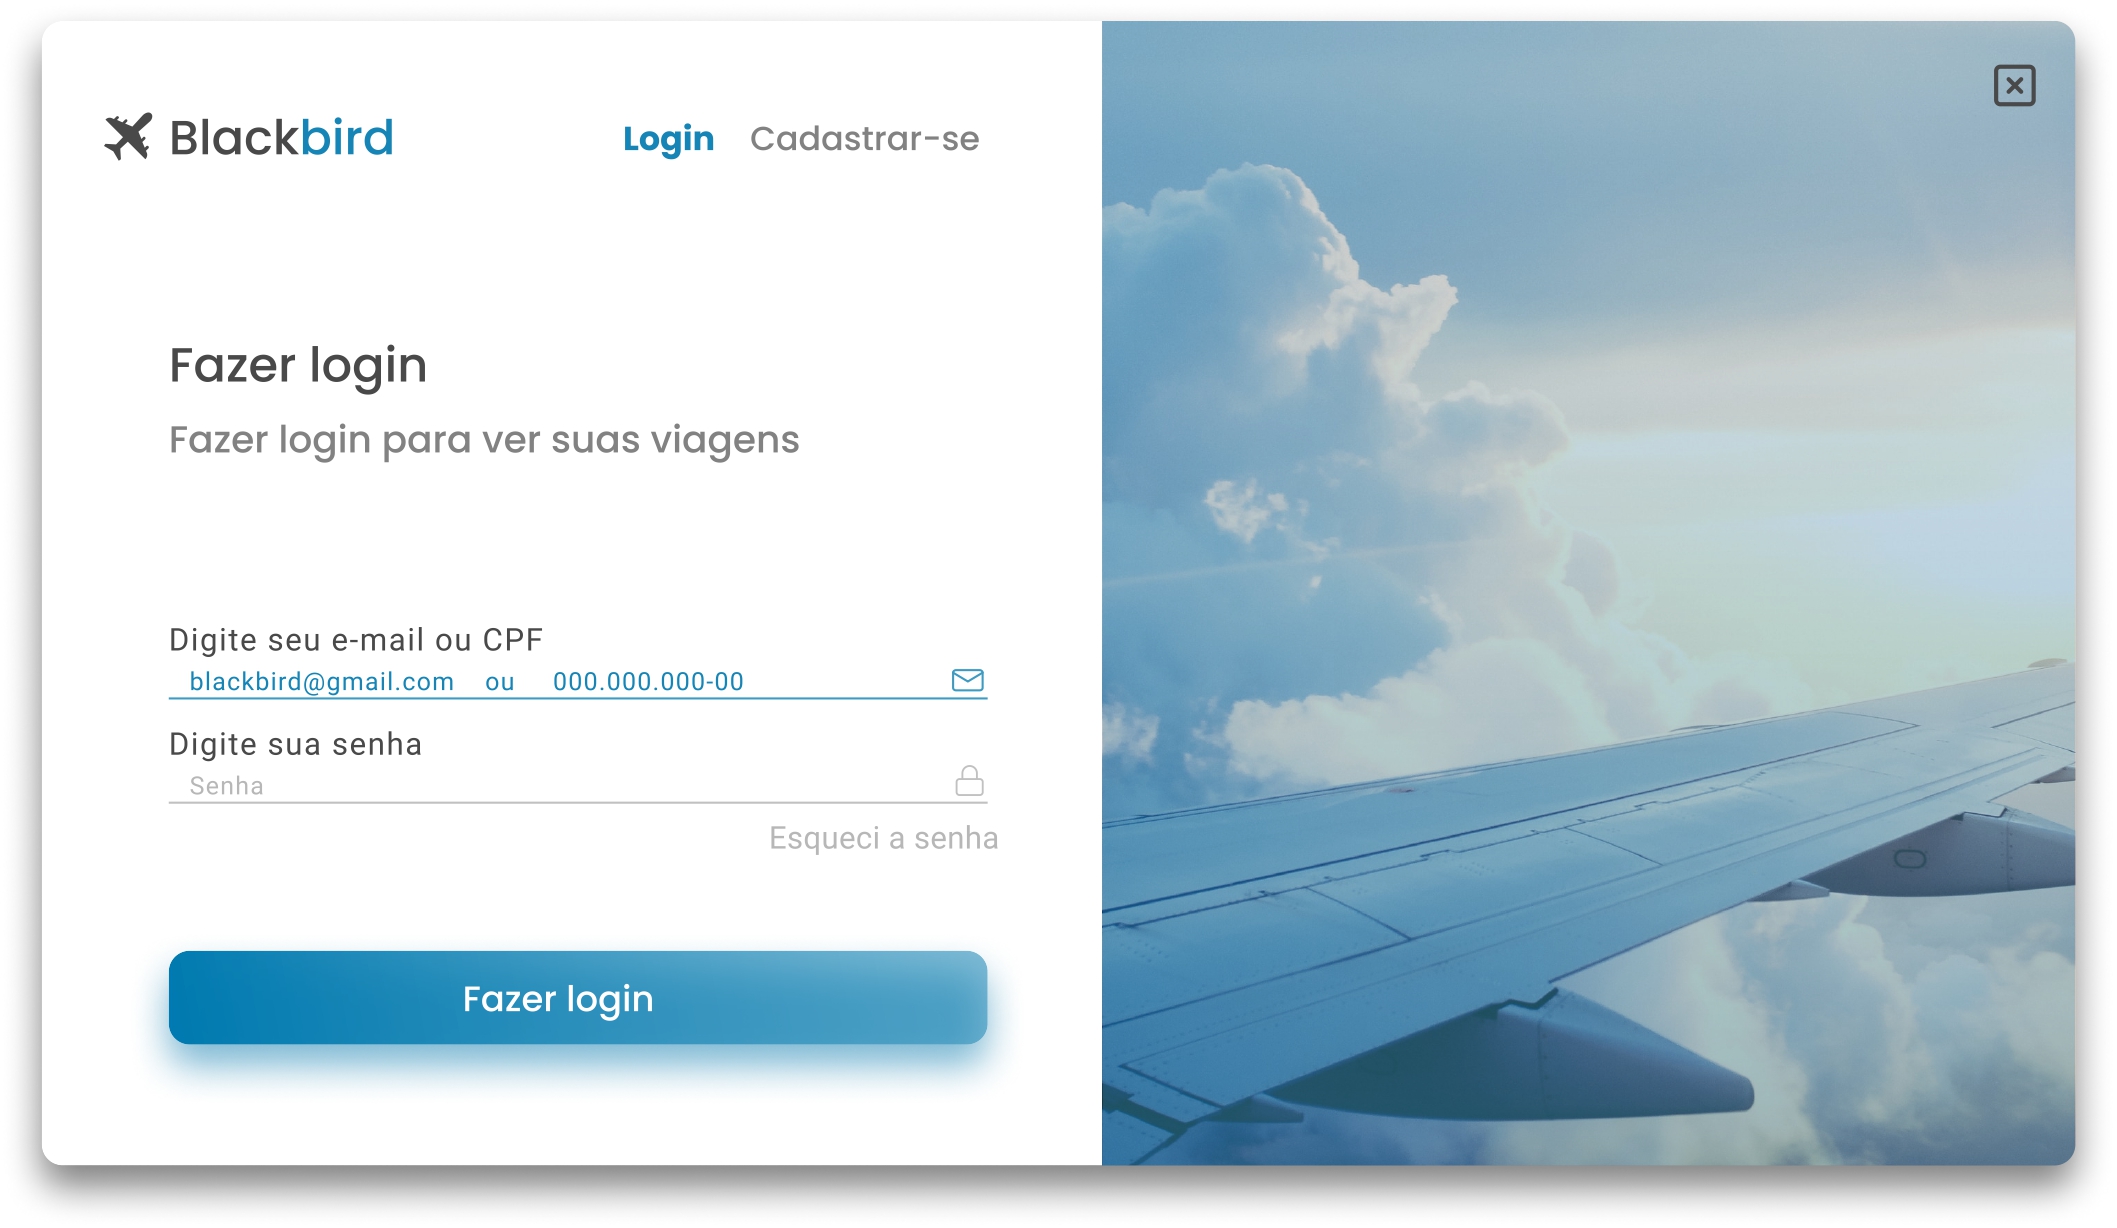 Blackbird
Login Cadastrar-se
Fazer login
Fazer login para ver suas viagens
Digite seu e-mail ou CPF
blackbird@gmail.com ou 000.000.000-00
Digite sua senha
Senha
Esqueci a senha
Fazer login